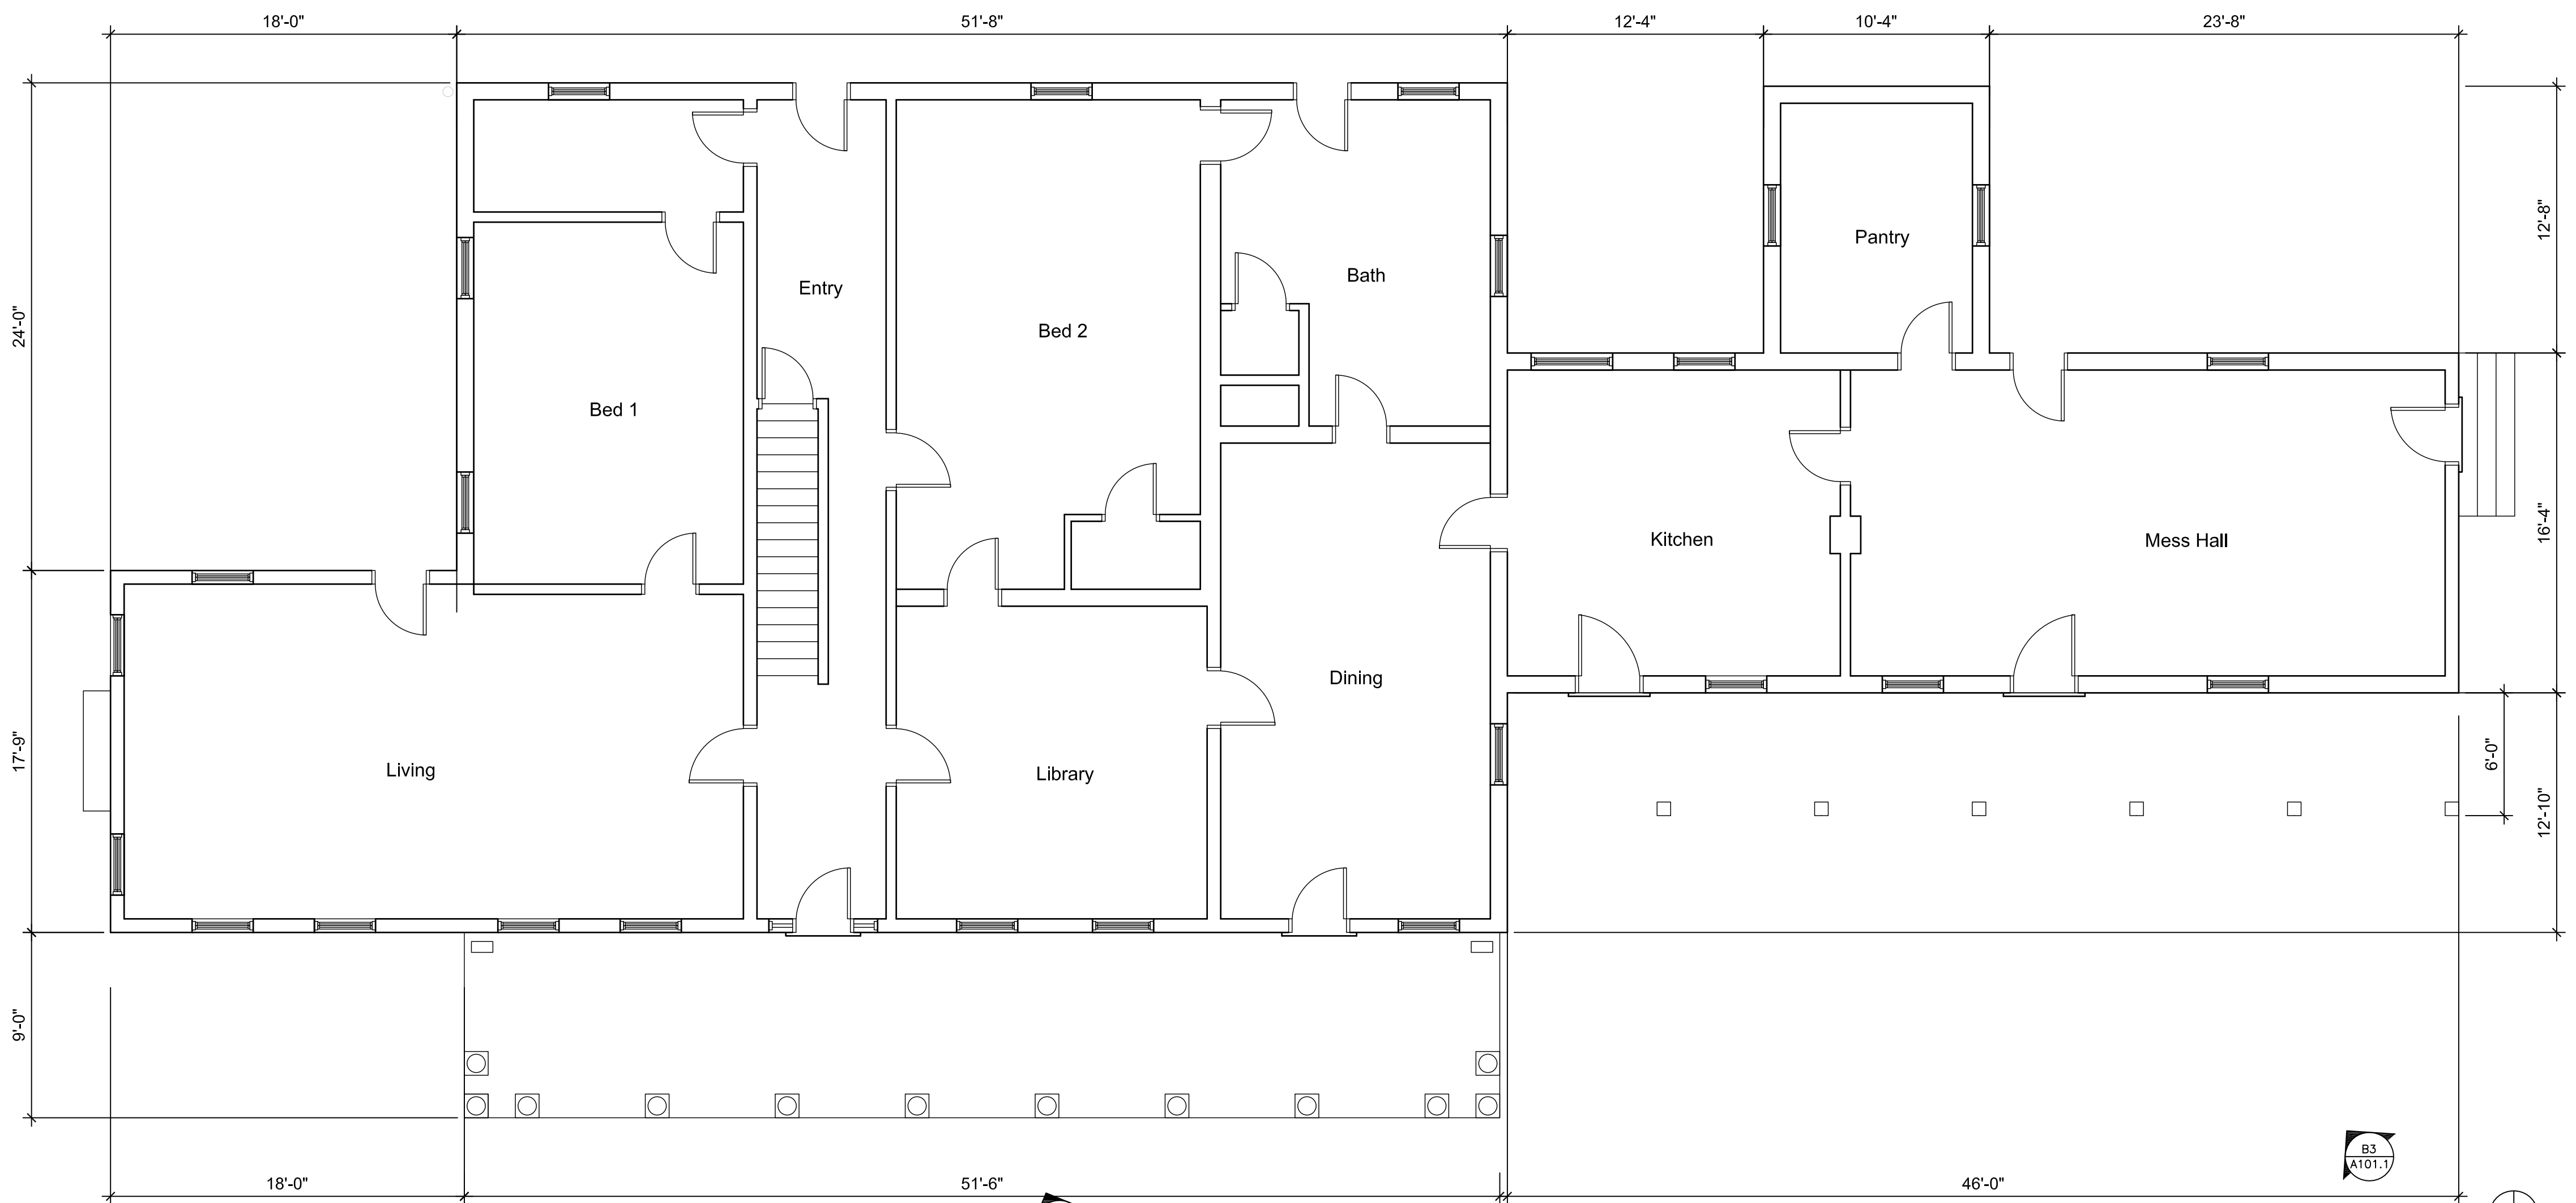 18'-0"
51'-8"
12'-4"
10'-4"
23'-8"
24'-0"
12'-8"
Pantry
Bath
Entry
Bed 2
Bed 1
16'-4"
Kitchen
Mess Hall
Dining
17'-9"
6'-0"
Living
Library
12'-10"
9'-0"
B3
A101.1
18'-0"
51'-6"
46'-0"